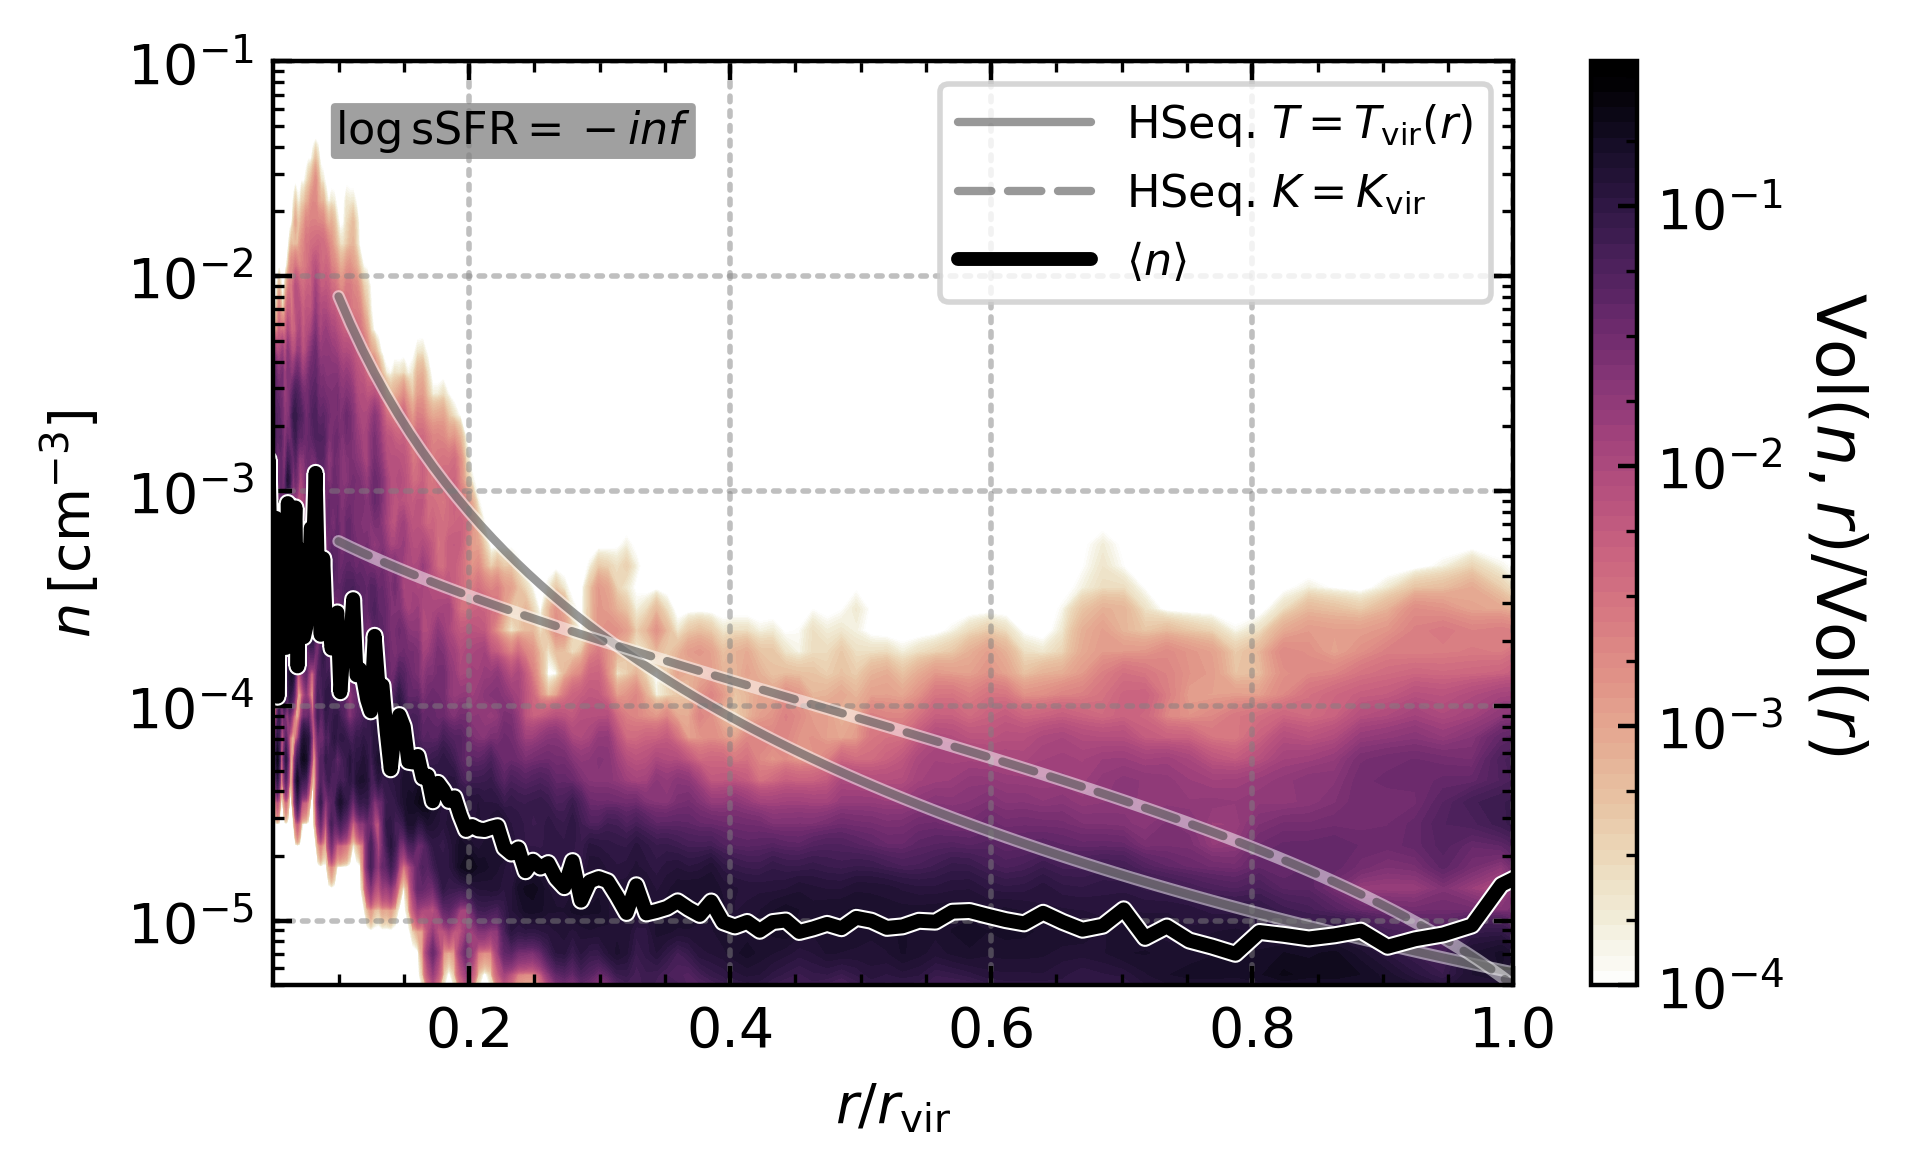 log sSFR = −inf
HSeq. T = T_vir(r)
HSeq. K = K_vir
⟨n⟩
10⁻¹
10⁻²
10⁻³
10⁻⁴
10⁻⁵
n [cm⁻³]
0.2 0.4 0.6 0.8 1.0
r/r_vir
10⁻¹
10⁻²
10⁻³
10⁻⁴
Vol(n, r)/Vol(r)